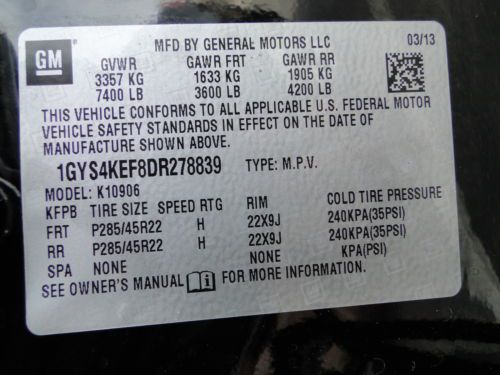 GM
MFD BY GENERAL MOTORS LLC 03/13
GVWR GAWR FRT GAWR RR
3357 KG 1633 KG 1905 KG
7400 LB 3600 LB 4200 LB
THIS VEHICLE CONFORMS TO ALL APPLICABLE U.S. FEDERAL MOTOR
VEHICLE SAFETY STANDARDS IN EFFECT ON THE DATE OF
MANUFACTURE SHOWN ABOVE.
1GYS4KEF8DR278839 TYPE: M.P.V.
MODEL: K10906
KFPB TIRE SIZE SPEED RTG RIM COLD TIRE PRESSURE
FRT P285/45R22 H 22X9J 240KPA(35PSI)
RR P285/45R22 H 22X9J 240KPA(35PSI)
SPA NONE NONE KPA(PSI)
SEE OWNER'S MANUAL FOR MORE INFORMATION.